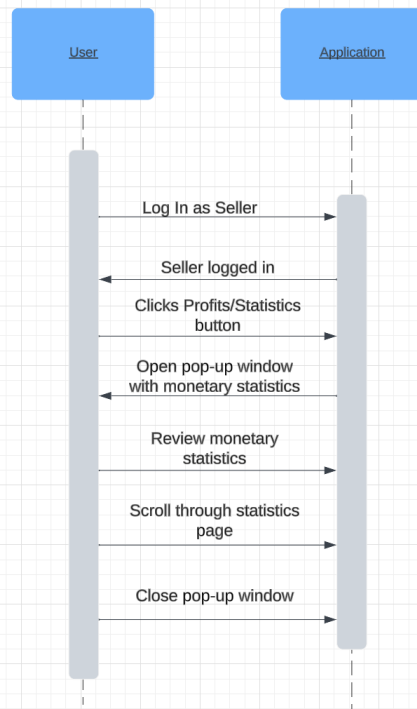 User
Application
Log In as Seller
Seller logged in
Clicks Profits/Statistics
button
Open pop-up window
with monetary statistics
Review monetary
statistics
Scroll through statistics
page
Close pop-up window